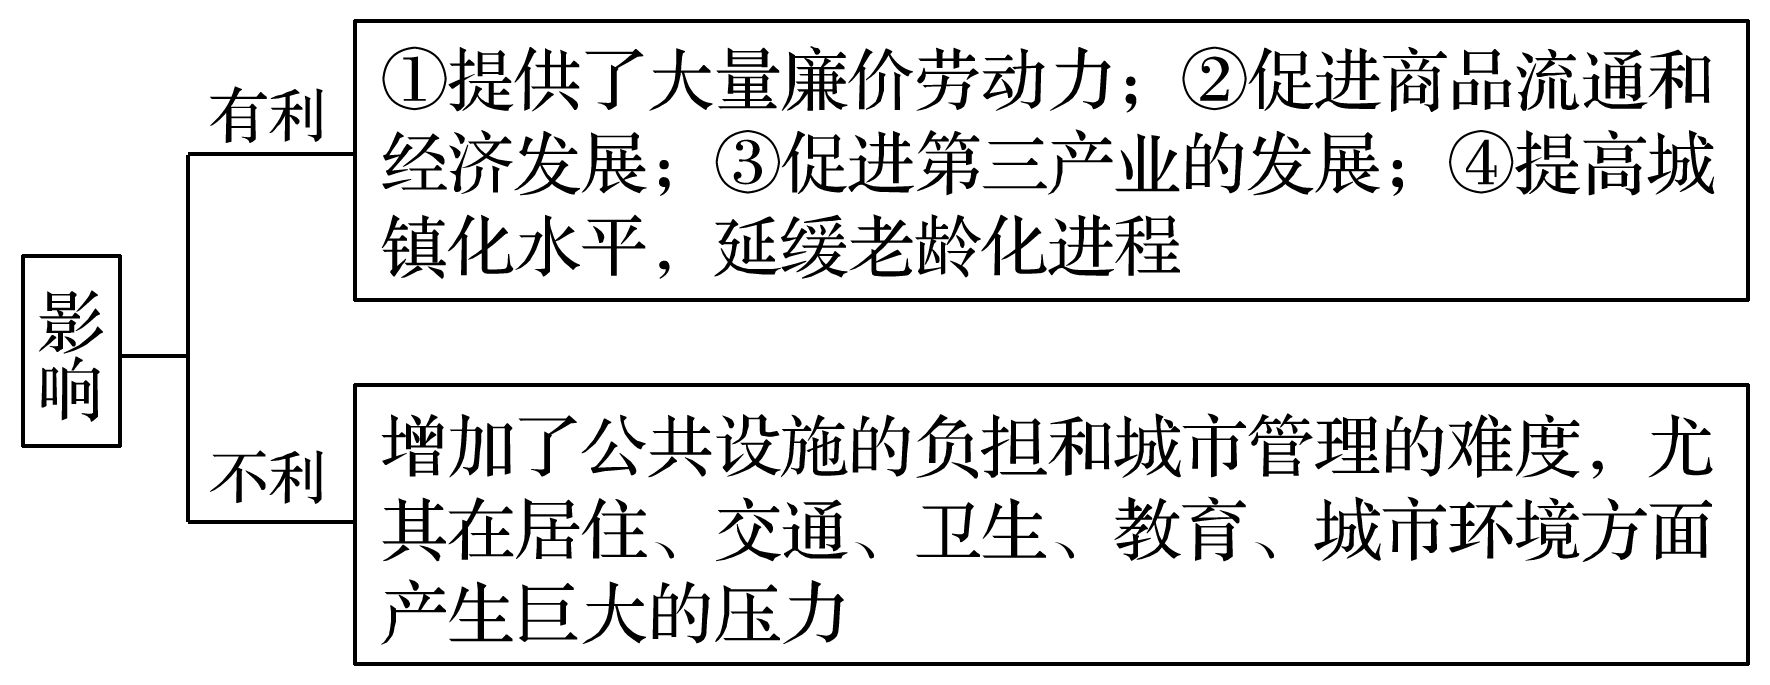 影响
有利
①提供了大量廉价劳动力；②促进商品流通和
经济发展；③促进第三产业的发展；④提高城
镇化水平，延缓老龄化进程
不利
增加了公共设施的负担和城市管理的难度，尤
其在居住、交通、卫生、教育、城市环境方面
产生巨大的压力